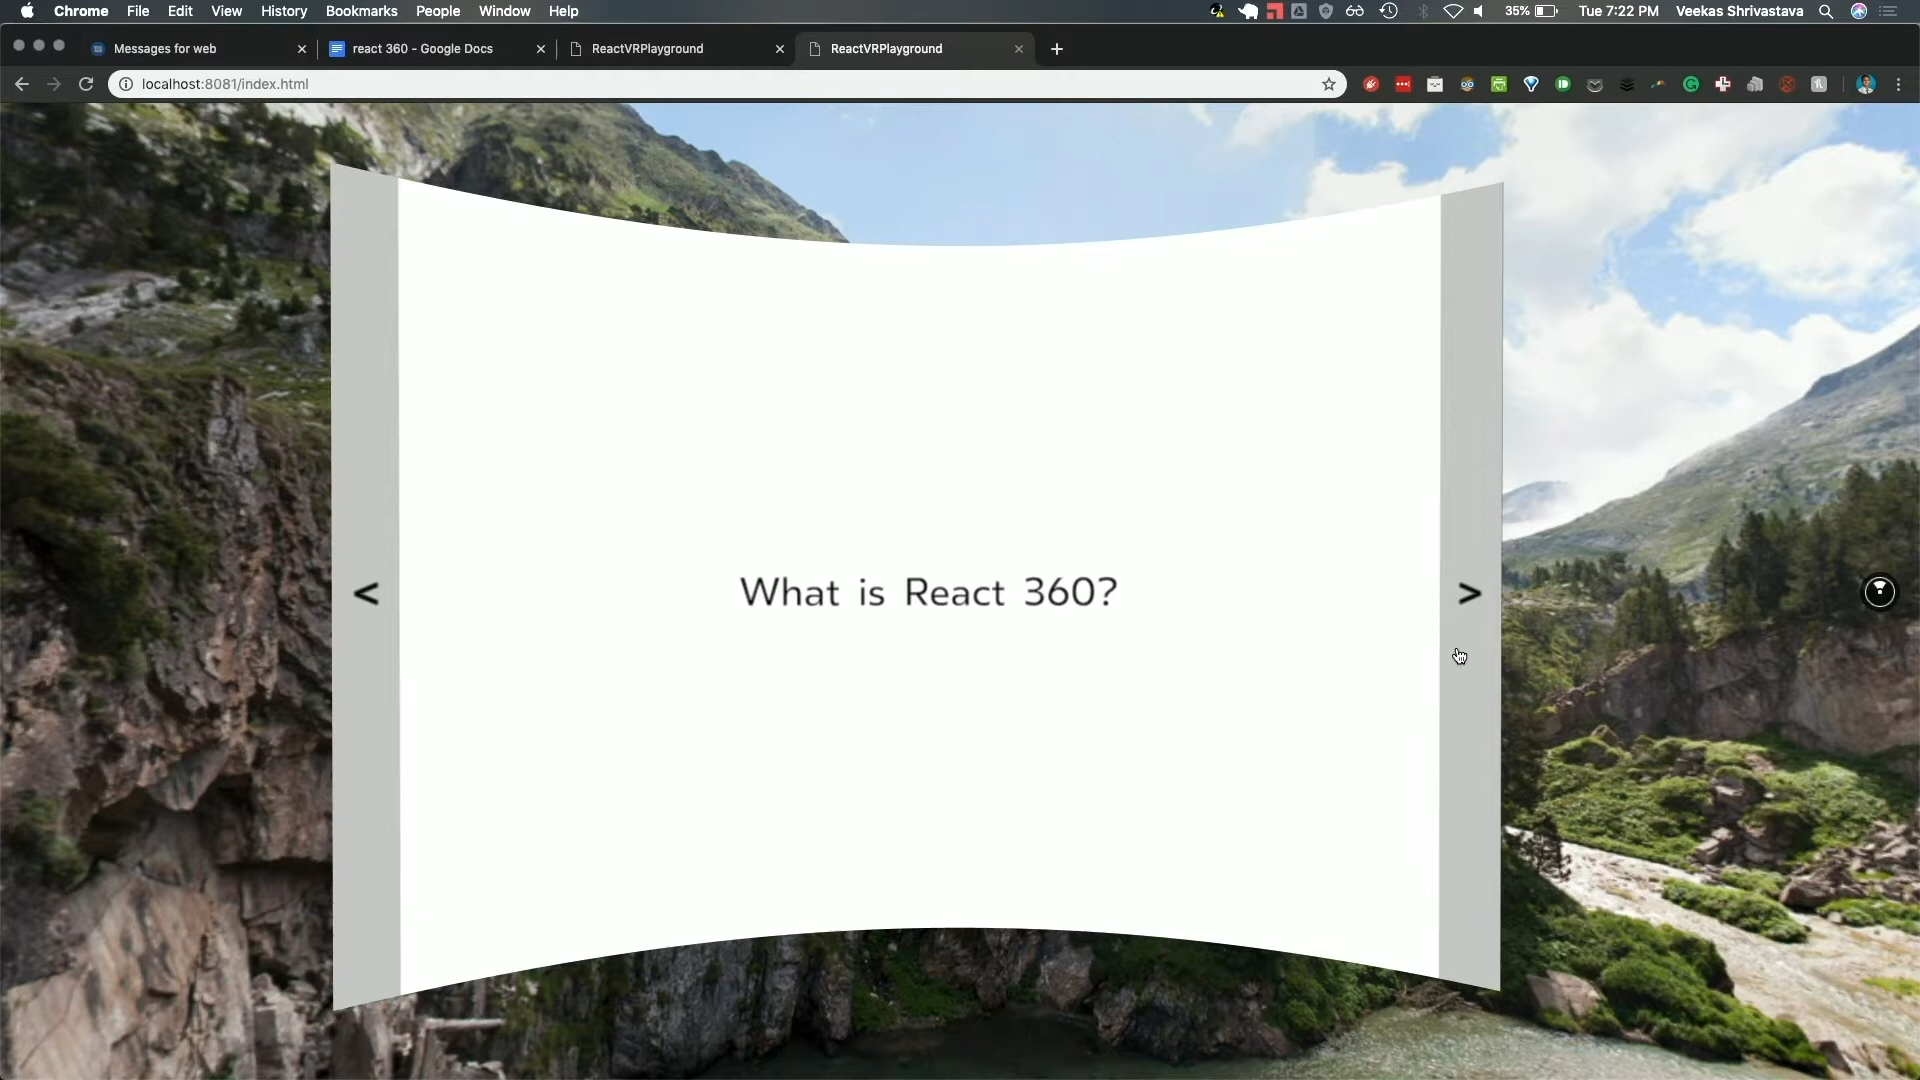 Chrome File Edit View History Bookmarks People Window Help 35% Tue 7:22 PM Veekas Shrivastava
Messages for web react 360 - Google Docs ReactVRPlayground ReactVRPlayground
localhost:8081/index.html
< What is React 360? >